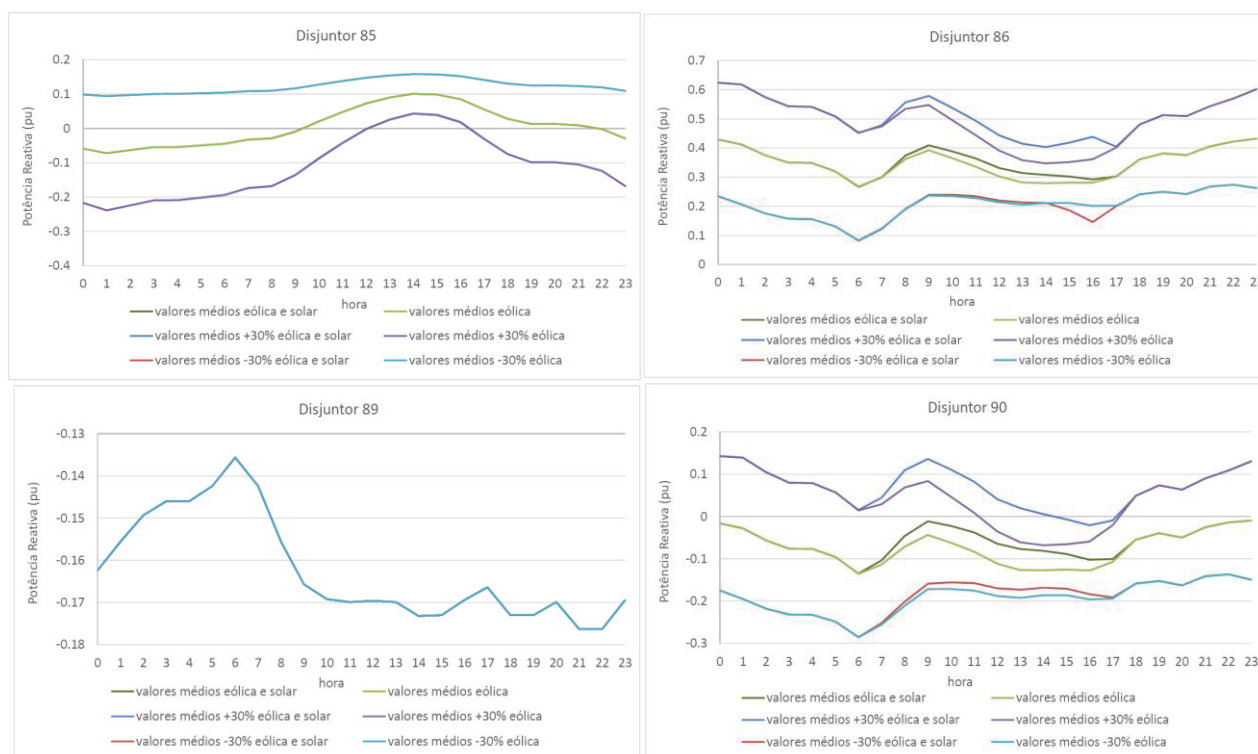 Disjuntor 85
Potência Reativa (pu)
0.2
0.1
0
-0.1
-0.2
-0.3
-0.4
0 1 2 3 4 5 6 7 8 9 10 11 12 13 14 15 16 17 18 19 20 21 22 23
hora
valores médios eólica e solar valores médios eólica
valores médios +30% eólica e solar valores médios +30% eólica
valores médios -30% eólica e solar valores médios -30% eólica
Disjuntor 86
Potência Reativa (pu)
0.7
0.6
0.5
0.4
0.3
0.2
0.1
0
0 1 2 3 4 5 6 7 8 9 10 11 12 13 14 15 16 17 18 19 20 21 22 23
hora
valores médios eólica e solar valores médios eólica
valores médios +30% eólica e solar valores médios +30% eólica
valores médios -30% eólica e solar valores médios -30% eólica
Disjuntor 89
Potência Reativa (pu)
-0.13
-0.14
-0.15
-0.16
-0.17
-0.18
0 1 2 3 4 5 6 7 8 9 10 11 12 13 14 15 16 17 18 19 20 21 22 23
hora
valores médios eólica e solar valores médios eólica
valores médios +30% eólica e solar valores médios +30% eólica
valores médios -30% eólica e solar valores médios -30% eólica
Disjuntor 90
Potência Reativa (pu)
0.2
0.1
0
-0.1
-0.2
-0.3
0 1 2 3 4 5 6 7 8 9 10 11 12 13 14 15 16 17 18 19 20 21 22 23
hora
valores médios eólica e solar valores médios eólica
valores médios +30% eólica e solar valores médios +30% eólica
valores médios -30% eólica e solar valores médios -30% eólica